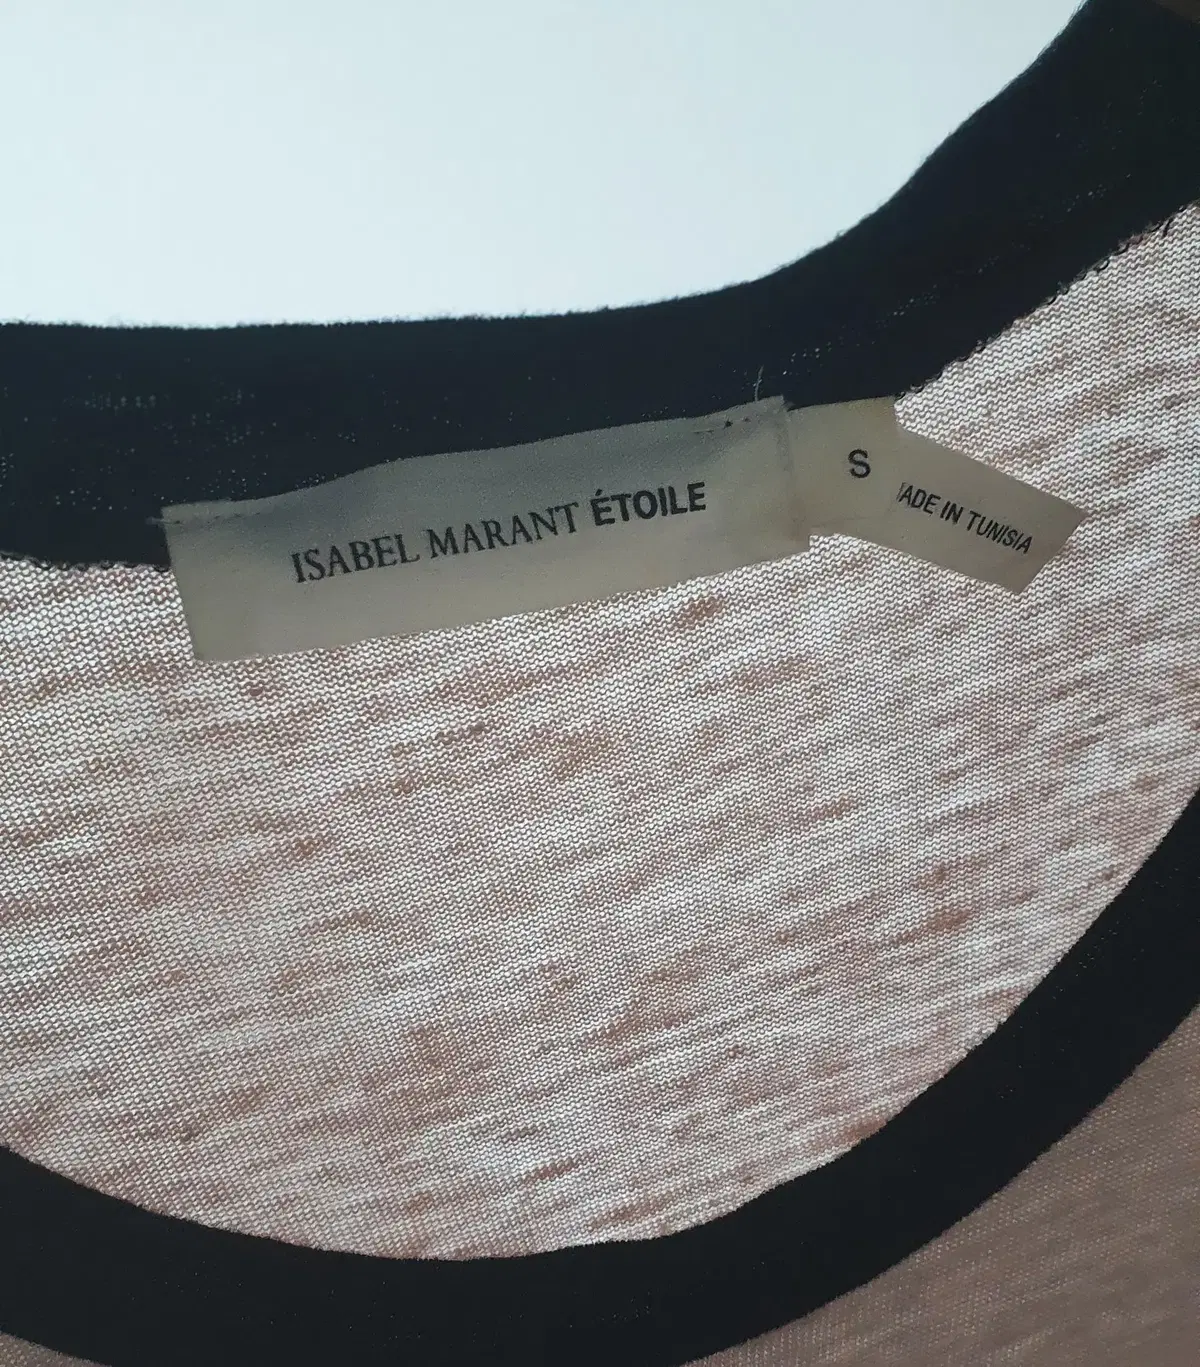 ISABEL MARANT ÉTOILE
S
ADE IN TUNISIA